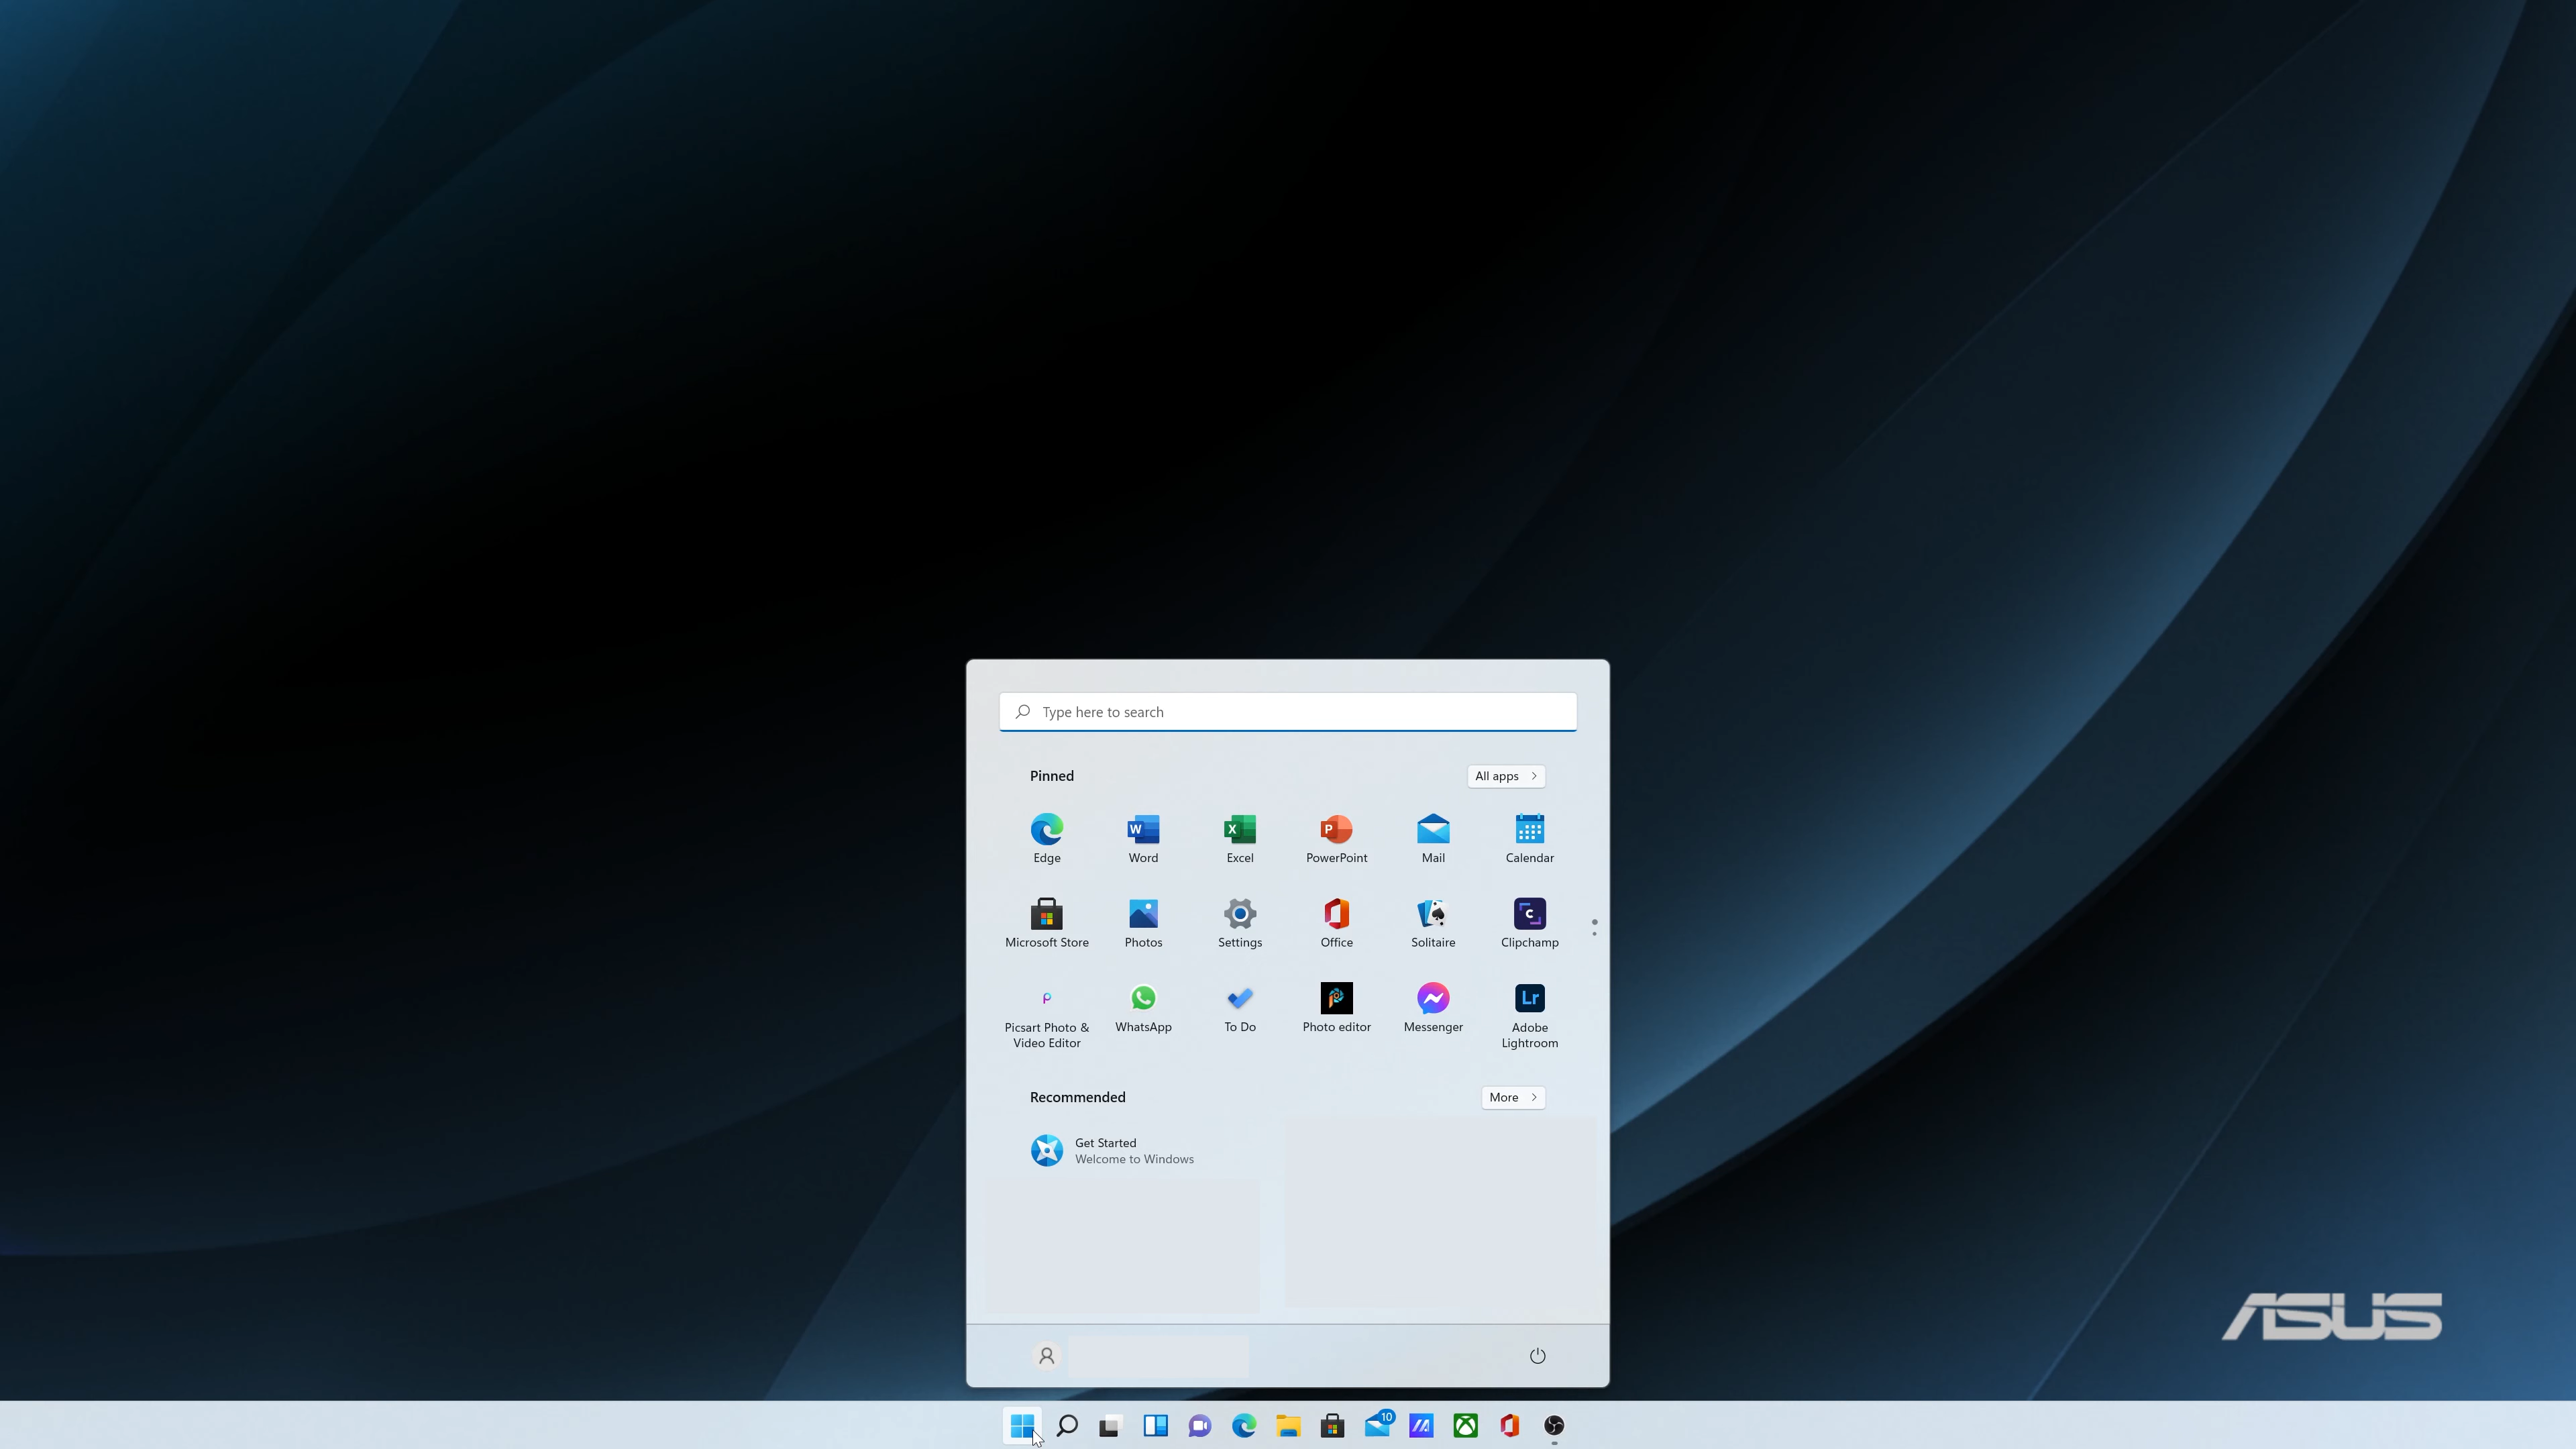 Type here to search
Pinned
All apps
Edge
Word
Excel
PowerPoint
Mail
Calendar
Microsoft Store
Photos
Settings
Office
Solitaire
Clipchamp
Picsart Photo &
Video Editor
WhatsApp
To Do
Photo editor
Messenger
Lr
Adobe
Lightroom
Recommended
More
Get Started
Welcome to Windows
ASUS
10